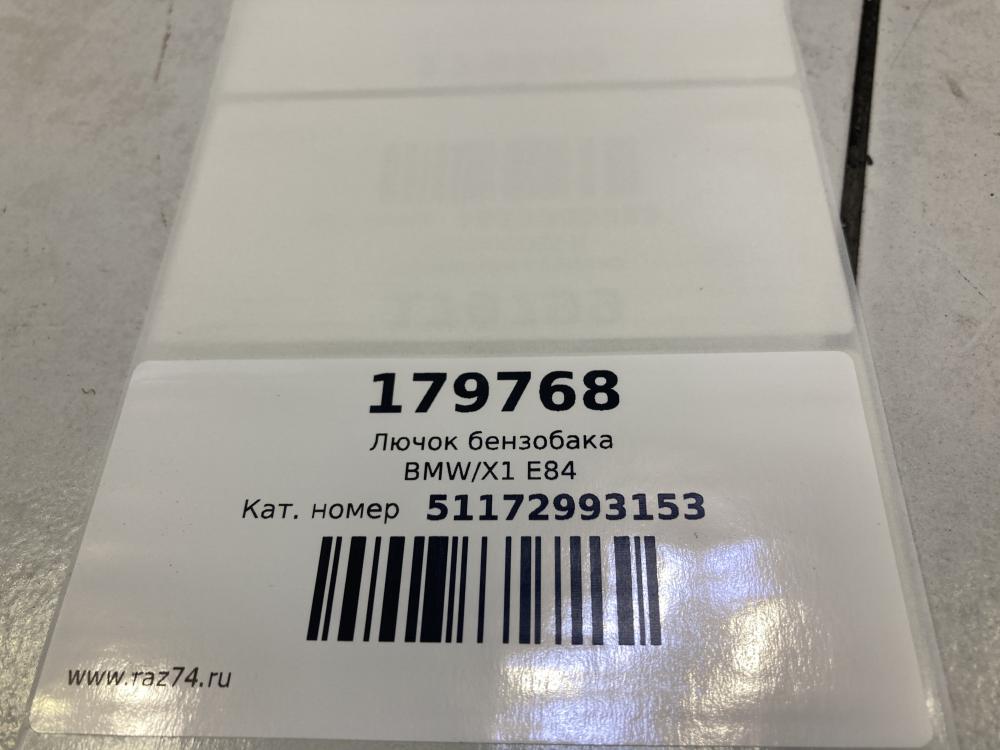 179768
Лючок бензобака
BMW/X1 E84
Кат. номер 51172993153
www.raz74.ru